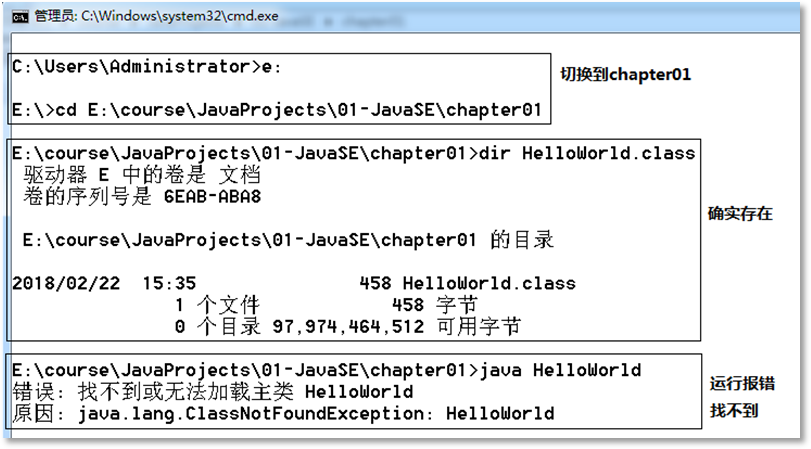 管理员: C:\Windows\system32\cmd.exe
C:\Users\Administrator>e:
切换到chapter01
E:\>cd E:\course\JavaProjects\01-JavaSE\chapter01
E:\course\JavaProjects\01-JavaSE\chapter01>dir HelloWorld.class
驱动器 E 中的卷是 文档
卷的序列号是 6EAB-ABA8
确实存在
E:\course\JavaProjects\01-JavaSE\chapter01 的目录
2018/02/22  15:35               458 HelloWorld.class
1 个文件            458 字节
0 个目录 97,974,464,512 可用字节
E:\course\JavaProjects\01-JavaSE\chapter01>java HelloWorld
错误: 找不到或无法加载主类 HelloWorld
原因: java.lang.ClassNotFoundException: HelloWorld
运行报错
找不到